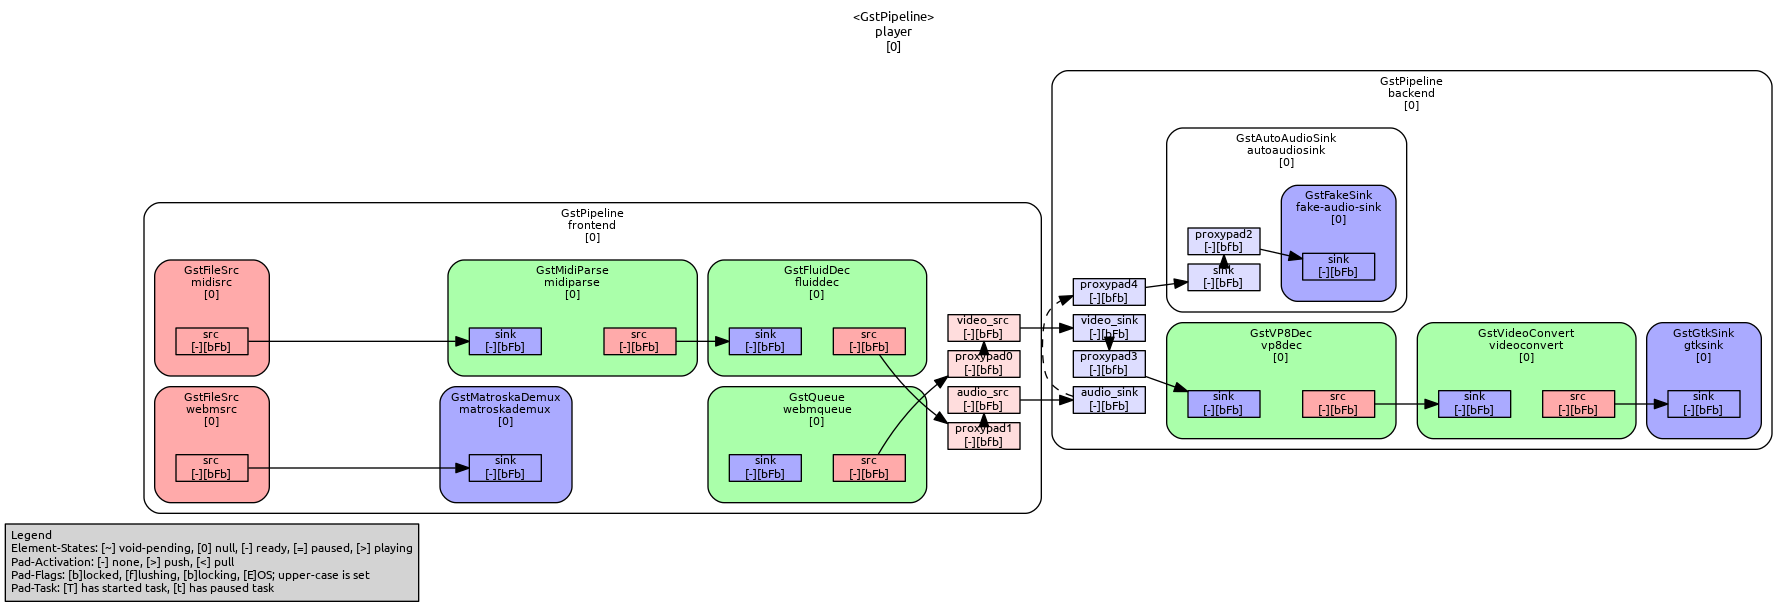 <GstPipeline>
player
[0]
GstPipeline
backend
[0]
GstAutoAudioSink
autoaudiosink
[0]
GstFakeSink
fake-audio-sink
[0]
proxypad2
[-][bfb]
sink
[-][bFb]
sink
[-][bfb]
GstPipeline
frontend
[0]
GstFileSrc
midisrc
[0]
src
[-][bFb]
GstMidiParse
midiparse
[0]
sink
[-][bFb]
src
[-][bFb]
GstFluidDec
fluiddec
[0]
sink
[-][bFb]
src
[-][bFb]
GstFileSrc
webmsrc
[0]
src
[-][bFb]
GstMatroskaDemux
matroskademux
[0]
sink
[-][bFb]
GstQueue
webmqueue
[0]
sink
[-][bFb]
src
[-][bFb]
video_src
[-][bfb]
proxypad0
[-][bfb]
audio_src
[-][bfb]
proxypad1
[-][bfb]
proxypad4
[-][bfb]
video_sink
[-][bfb]
proxypad3
[-][bfb]
audio_sink
[-][bfb]
GstVP8Dec
vp8dec
[0]
sink
[-][bFb]
src
[-][bFb]
GstVideoConvert
videoconvert
[0]
sink
[-][bFb]
src
[-][bFb]
GstGtkSink
gtksink
[0]
sink
[-][bFb]
Legend
Element-States: [~] void-pending, [0] null, [-] ready, [=] paused, [>] playing
Pad-Activation: [-] none, [>] push, [<] pull
Pad-Flags: [b]locked, [f]lushing, [b]locking, [E]OS; upper-case is set
Pad-Task: [T] has started task, [t] has paused task